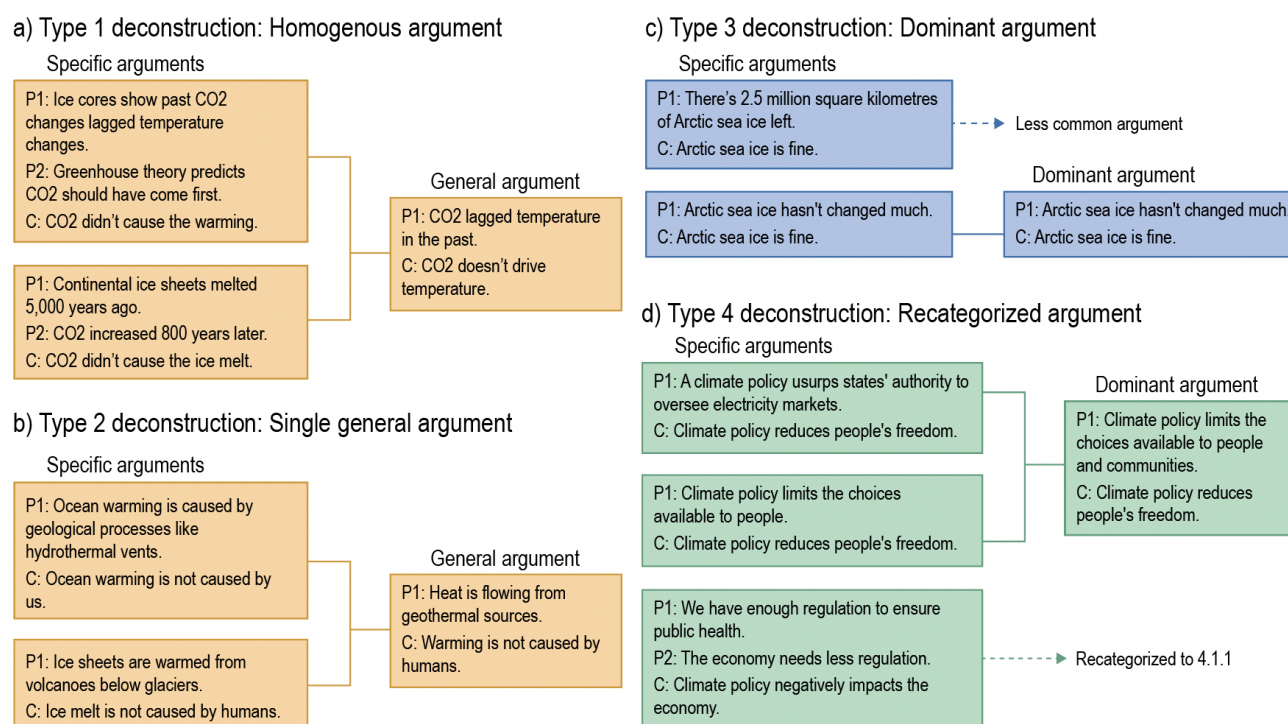 a) Type 1 deconstruction: Homogenous argument
Specific arguments
P1: Ice cores show past CO2
changes lagged temperature
changes.
P2: Greenhouse theory predicts
CO2 should have come first.
C: CO2 didn’t cause the warming.
P1: Continental ice sheets melted
5,000 years ago.
P2: CO2 increased 800 years later.
C: CO2 didn’t cause the ice melt.
General argument
P1: CO2 lagged temperature
in the past.
C: CO2 doesn’t drive
temperature.
b) Type 2 deconstruction: Single general argument
Specific arguments
P1: Ocean warming is caused by
geological processes like
hydrothermal vents.
C: Ocean warming is not caused by
us.
P1: Ice sheets are warmed from
volcanoes below glaciers.
C: Ice melt is not caused by humans.
General argument
P1: Heat is flowing from
geothermal sources.
C: Warming is not caused by
humans.
c) Type 3 deconstruction: Dominant argument
Specific arguments
P1: There’s 2.5 million square kilometres
of Arctic sea ice left.
C: Arctic sea ice is fine.
Less common argument
P1: Arctic sea ice hasn't changed much.
C: Arctic sea ice is fine.
Dominant argument
P1: Arctic sea ice hasn't changed much.
C: Arctic sea ice is fine.
d) Type 4 deconstruction: Recategorized argument
Specific arguments
P1: A climate policy usurps states' authority to
oversee electricity markets.
C: Climate policy reduces people's freedom.
P1: Climate policy limits the choices
available to people.
C: Climate policy reduces people's freedom.
Dominant argument
P1: Climate policy limits the
choices available to people
and communities.
C: Climate policy reduces
people's freedom.
P1: We have enough regulation to ensure
public health.
P2: The economy needs less regulation.
C: Climate policy negatively impacts the
economy.
Recategorized to 4.1.1